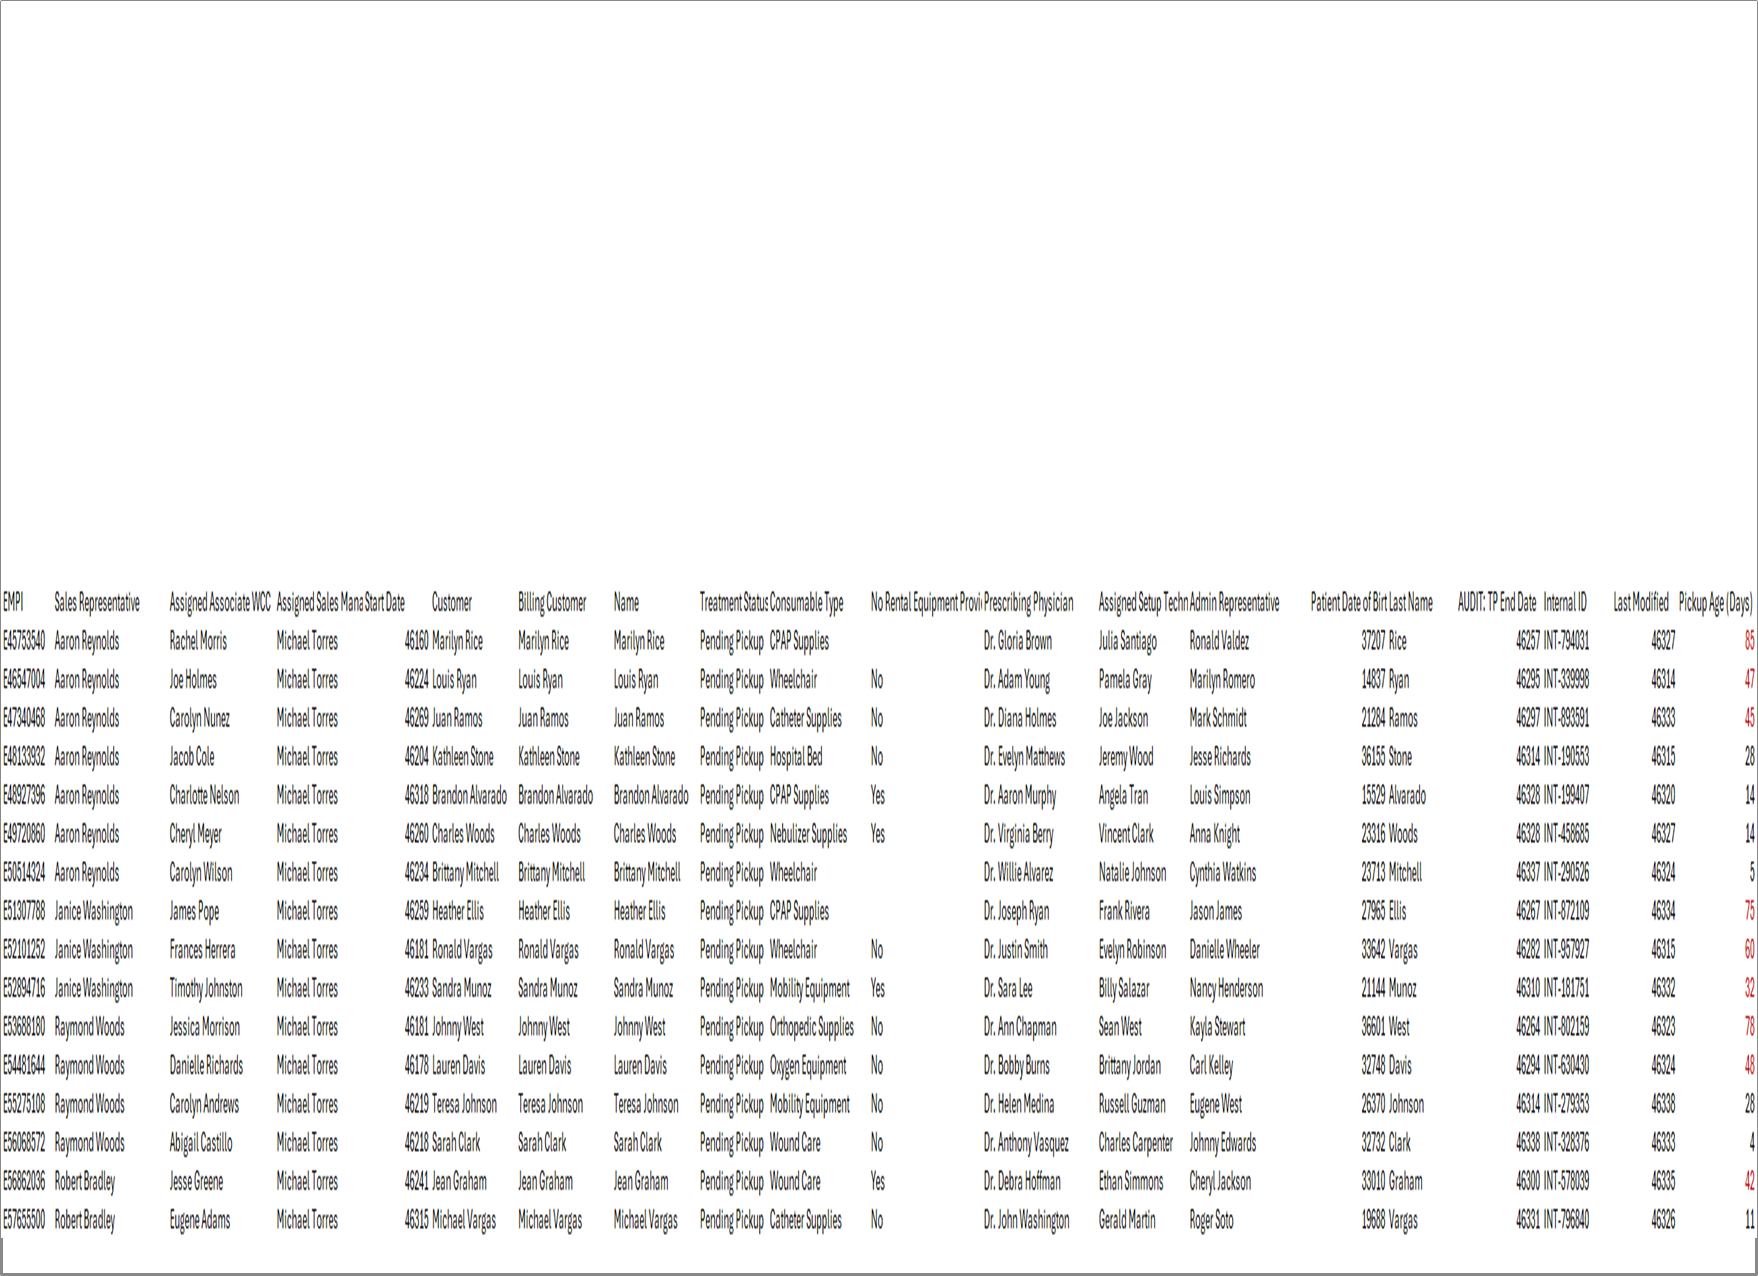 EMPI Sales Representative Assigned Associate WCC Assigned Sales Mana Start Date Customer Billing Customer Name Treatment Status Consumable Type No Rental Equipment Provi Prescribing Physician Assigned Setup Techn Admin Representative Patient Date of Birt Last Name AUDIT: TP End Date Internal ID Last Modified Pickup Age (Days)
E45753540 Aaron Reynolds Rachel Morris Michael Torres 46160 Marilyn Rice Marilyn Rice Marilyn Rice Pending Pickup CPAP Supplies Dr. Gloria Brown Julia Santiago Ronald Valdez 37207 Rice 46257 INT-794031 46327 85
E46547004 Aaron Reynolds Joe Holmes Michael Torres 46224 Louis Ryan Louis Ryan Louis Ryan Pending Pickup Wheelchair No Dr. Adam Young Pamela Gray Marilyn Romero 14837 Ryan 46295 INT-339998 46314 47
E47340468 Aaron Reynolds Carolyn Nunez Michael Torres 46269 Juan Ramos Juan Ramos Juan Ramos Pending Pickup Catheter Supplies No Dr. Diana Holmes Joe Jackson Mark Schmidt 21284 Ramos 46297 INT-893591 46333 45
E48133932 Aaron Reynolds Jacob Cole Michael Torres 46204 Kathleen Stone Kathleen Stone Kathleen Stone Pending Pickup Hospital Bed No Dr. Evelyn Matthews Jeremy Wood Jesse Richards 36155 Stone 46314 INT-190553 46315 28
E48927396 Aaron Reynolds Charlotte Nelson Michael Torres 46318 Brandon Alvarado Brandon Alvarado Brandon Alvarado Pending Pickup CPAP Supplies Yes Dr. Aaron Murphy Angela Tran Louis Simpson 15529 Alvarado 46328 INT-199407 46320 14
E49720860 Aaron Reynolds Cheryl Meyer Michael Torres 46260 Charles Woods Charles Woods Charles Woods Pending Pickup Nebulizer Supplies Yes Dr. Virginia Berry Vincent Clark Anna Knight 23316 Woods 46328 INT-458685 46327 14
E50514324 Aaron Reynolds Carolyn Wilson Michael Torres 46234 Brittany Mitchell Brittany Mitchell Brittany Mitchell Pending Pickup Wheelchair Dr. Willie Alvarez Natalie Johnson Cynthia Watkins 23713 Mitchell 46337 INT-290526 46324 5
E51307788 Janice Washington James Pope Michael Torres 46259 Heather Ellis Heather Ellis Heather Ellis Pending Pickup CPAP Supplies Dr. Joseph Ryan Frank Rivera Jason James 27965 Ellis 46267 INT-872109 46334 75
E52101252 Janice Washington Frances Herrera Michael Torres 46181 Ronald Vargas Ronald Vargas Ronald Vargas Pending Pickup Wheelchair No Dr. Justin Smith Evelyn Robinson Danielle Wheeler 33642 Vargas 46282 INT-957927 46315 60
E52894716 Janice Washington Timothy Johnston Michael Torres 46233 Sandra Munoz Sandra Munoz Sandra Munoz Pending Pickup Mobility Equipment Yes Dr. Sara Lee Billy Salazar Nancy Henderson 21144 Munoz 46310 INT-181751 46332 32
E53688180 Raymond Woods Jessica Morrison Michael Torres 46181 Johnny West Johnny West Johnny West Pending Pickup Orthopedic Supplies No Dr. Ann Chapman Sean West Kayla Stewart 36601 West 46264 INT-802159 46323 78
E54481644 Raymond Woods Danielle Richards Michael Torres 46178 Lauren Davis Lauren Davis Lauren Davis Pending Pickup Oxygen Equipment No Dr. Bobby Burns Brittany Jordan Carl Kelley 32748 Davis 46294 INT-630430 46324 48
E55275108 Raymond Woods Carolyn Andrews Michael Torres 46219 Teresa Johnson Teresa Johnson Teresa Johnson Pending Pickup Mobility Equipment No Dr. Helen Medina Russell Guzman Eugene West 26370 Johnson 46314 INT-279353 46338 28
E56068572 Raymond Woods Abigail Castillo Michael Torres 46218 Sarah Clark Sarah Clark Sarah Clark Pending Pickup Wound Care No Dr. Anthony Vasquez Charles Carpenter Johnny Edwards 32732 Clark 46338 INT-328376 46333 4
E56862036 Robert Bradley Jesse Greene Michael Torres 46241 Jean Graham Jean Graham Jean Graham Pending Pickup Wound Care Yes Dr. Debra Hoffman Ethan Simmons Cheryl Jackson 33010 Graham 46300 INT-578039 46335 42
E57655500 Robert Bradley Eugene Adams Michael Torres 46315 Michael Vargas Michael Vargas Michael Vargas Pending Pickup Catheter Supplies No Dr. John Washington Gerald Martin Roger Soto 19688 Vargas 46331 INT-796840 46326 11